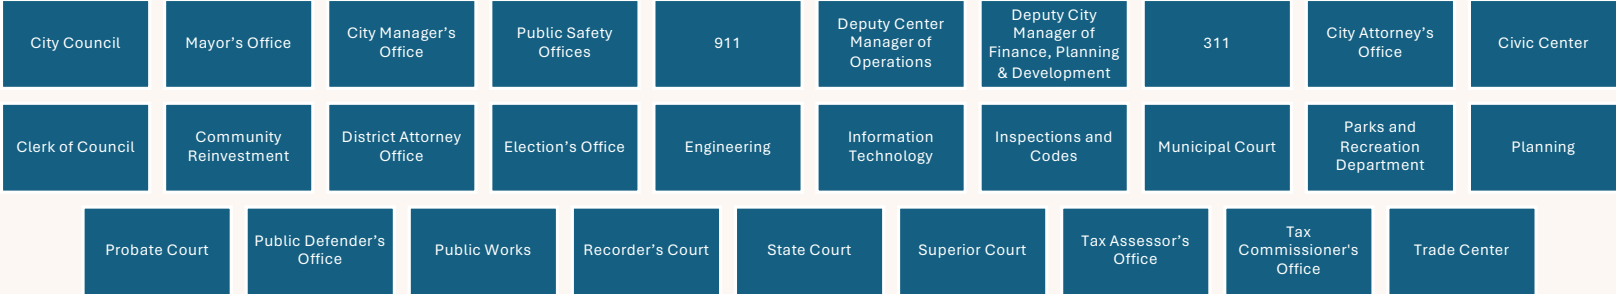 City Council
Mayor's Office
City Manager's
Office
Public Safety
Offices
911
Deputy Center
Manager of
Operations
Deputy City
Manager of
Finance, Planning
& Development
311
City Attorney's
Office
Civic Center
Clerk of Council
Community
Reinvestment
District Attorney
Office
Election's Office
Engineering
Information
Technology
Inspections and
Codes
Municipal Court
Parks and
Recreation
Department
Planning
Probate Court
Public Defender's
Office
Public Works
Recorder's Court
State Court
Superior Court
Tax Assessor's
Office
Tax
Commissioner's
Office
Trade Center